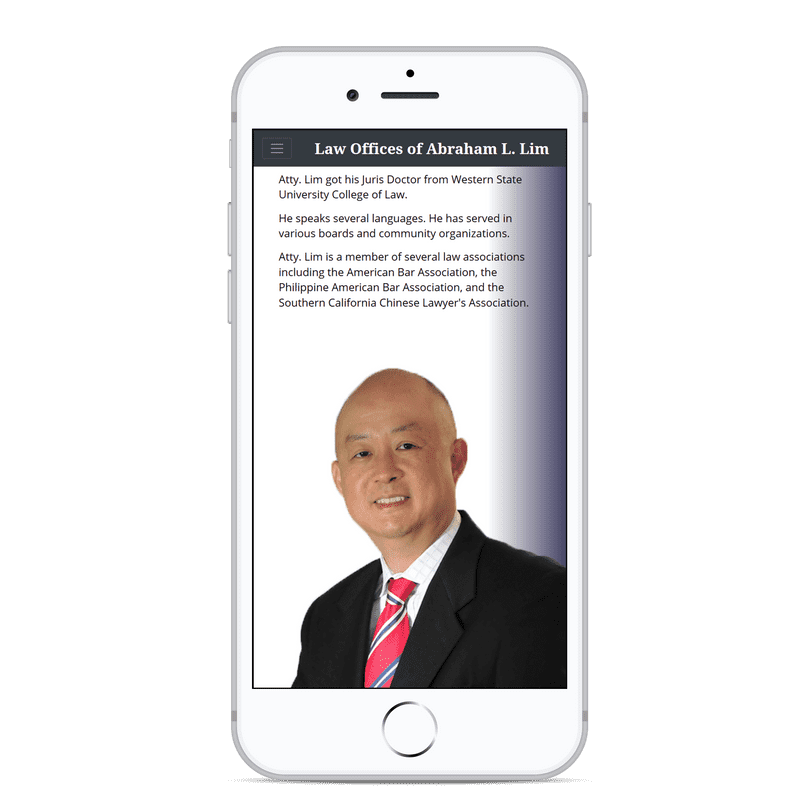 Law Offices of Abraham L. Lim
Atty. Lim got his Juris Doctor from Western State
University College of Law.
He speaks several languages. He has served in
various boards and community organizations.
Atty. Lim is a member of several law associations
including the American Bar Association, the
Philippine American Bar Association, and the
Southern California Chinese Lawyer's Association.